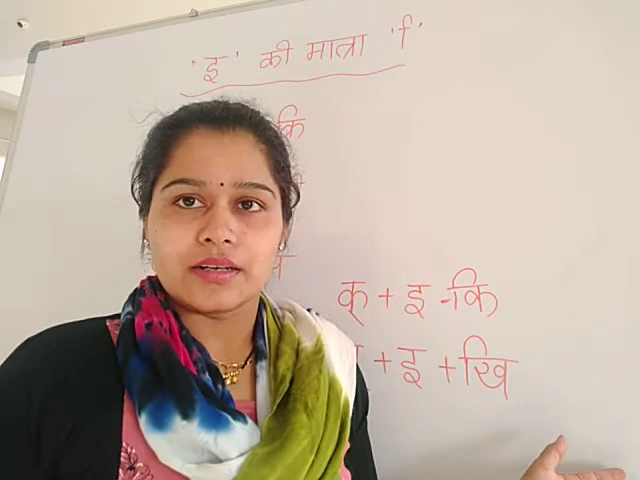 'इ' की मात्रा 'ि'
कि
क् + इ - कि
+ इ + खि